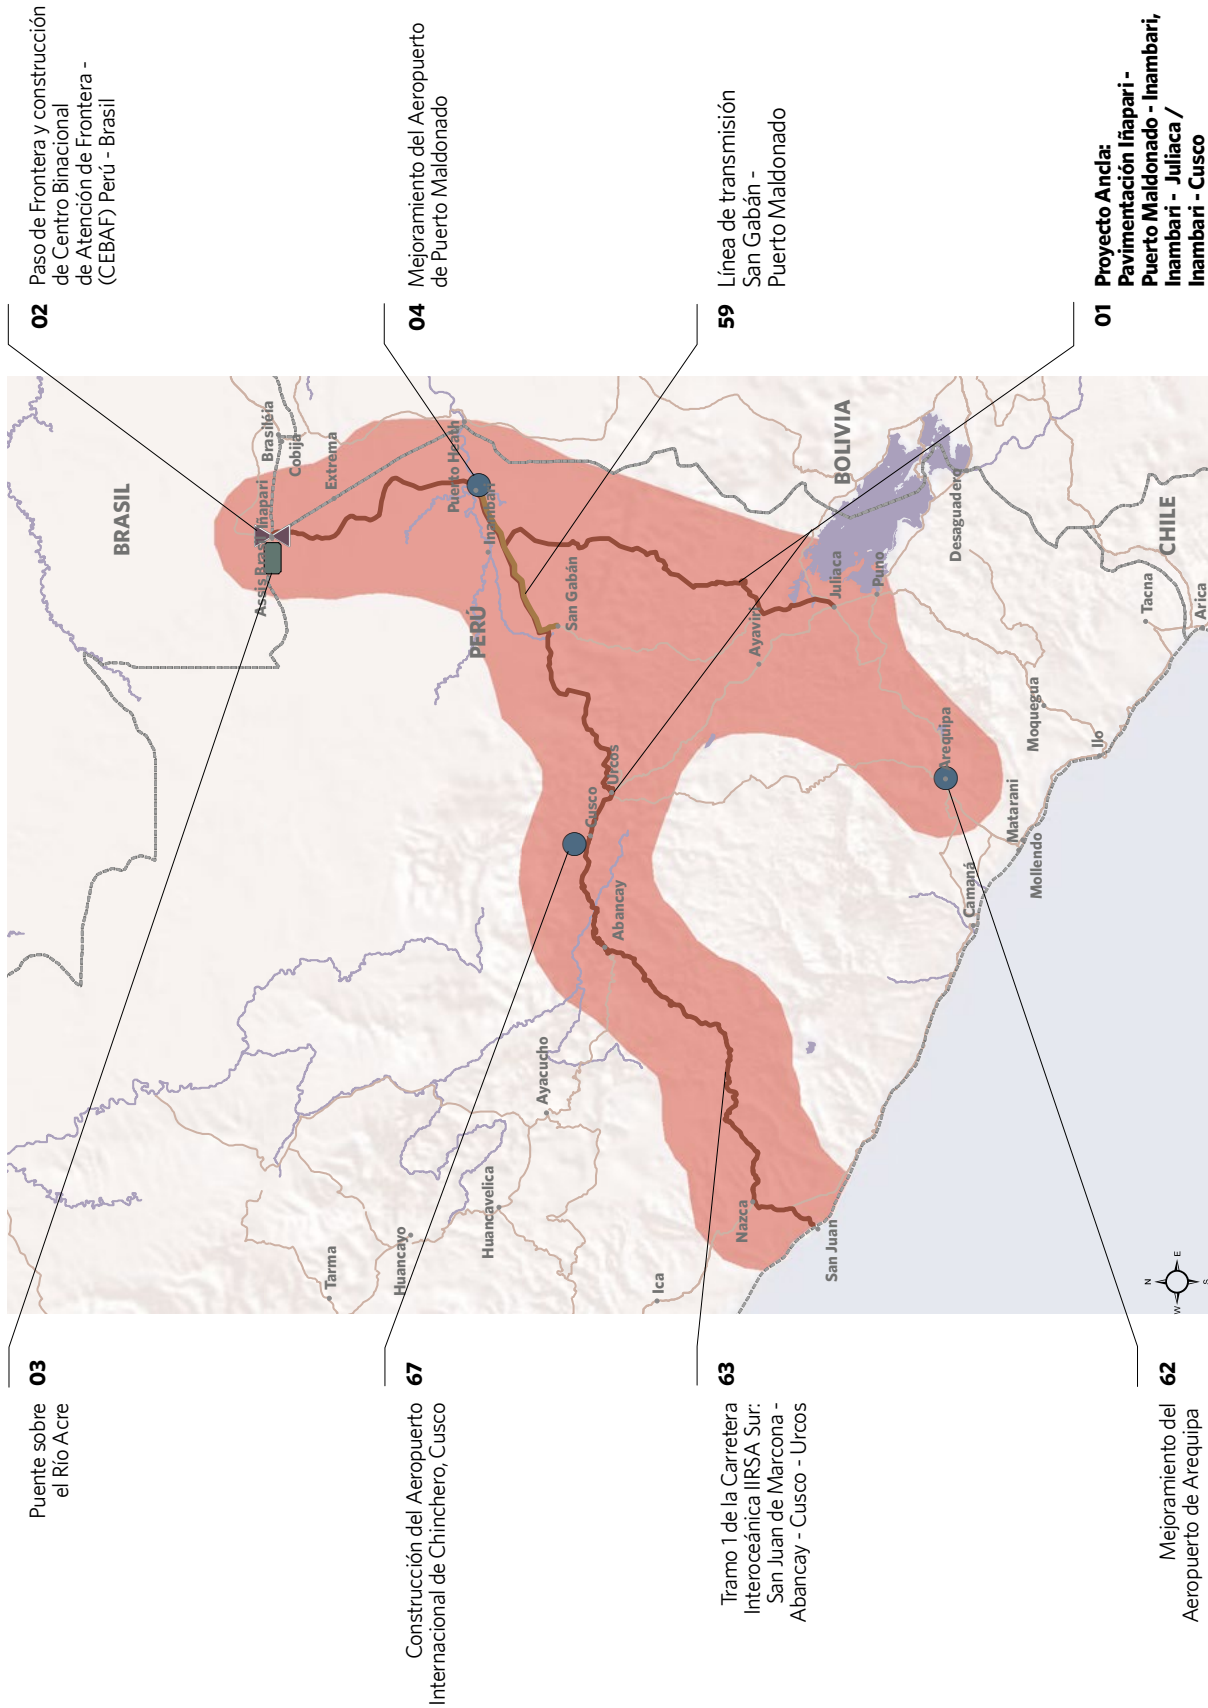 Puente sobre
el Río Acre
03
Construcción del Aeropuerto
Internacional de Chinchero, Cusco
67
Tramo 1 de la Carretera
Interoceánica IIRSA Sur:
San Juan de Marcona -
Abancay - Cusco - Urcos
63
Mejoramiento del
Aeropuerto de Arequipa
62
02
Paso de Frontera y construcción
de Centro Binacional
de Atención de Frontera -
(CEBAF) Perú - Brasil
04
Mejoramiento del Aeropuerto
de Puerto Maldonado
59
Línea de transmisión
San Gabán -
Puerto Maldonado
01
Proyecto Ancla:
Pavimentación Iñapari -
Puerto Maldonado - Inambari,
Inambari - Juliaca /
Inambari - Cusco
BRASIL
Assis Brasil
Iñapari
Brasiléia
Cobija
Extrema
Puerto Heath
Inambari
PERÚ
San Gabán
BOLIVIA
Ayaviri
Juliaca
Puno
Desaguadero
CHILE
Tacna
Arica
Moquegua
Ilo
Arequipa
Matarani
Mollendo
Camaná
Urcos
Cusco
Abancay
Ayacucho
Huancavelica
Huancayo
Tarma
Ica
Nazca
San Juan
N
W
E
S